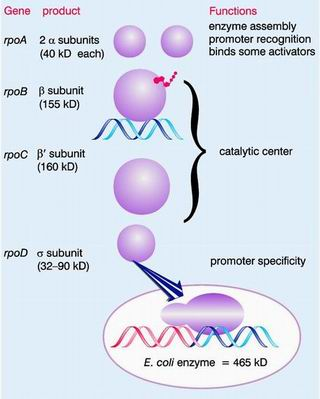 Gene product Functions
rpoA 2 α subunits (40 kD each)
enzyme assembly
promoter recognition
binds some activators
rpoB β subunit (155 kD)
rpoC β′ subunit (160 kD)
catalytic center
rpoD σ subunit (32–90 kD)
promoter specificity
E. coli enzyme = 465 kD